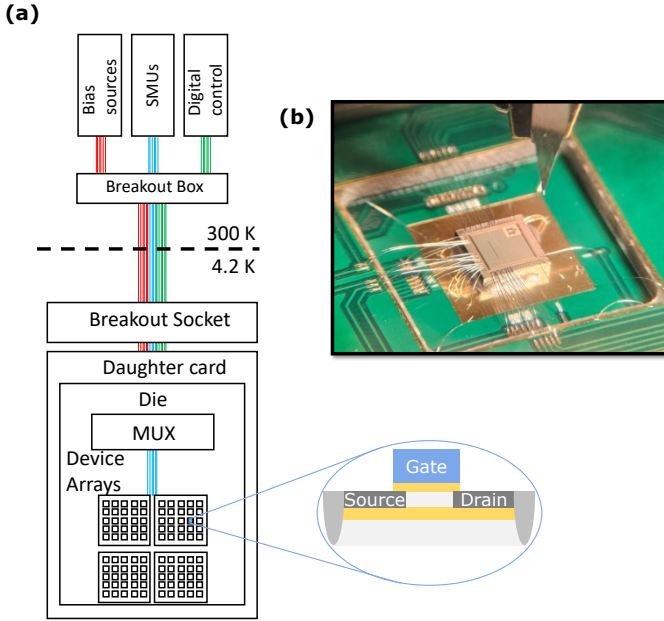 (a)
Bias
sources
SMUs
Digital
control
Breakout Box
300 K
4.2 K
Breakout Socket
Daughter card
Die
MUX
Device
Arrays
(b)
Gate
Source
Drain